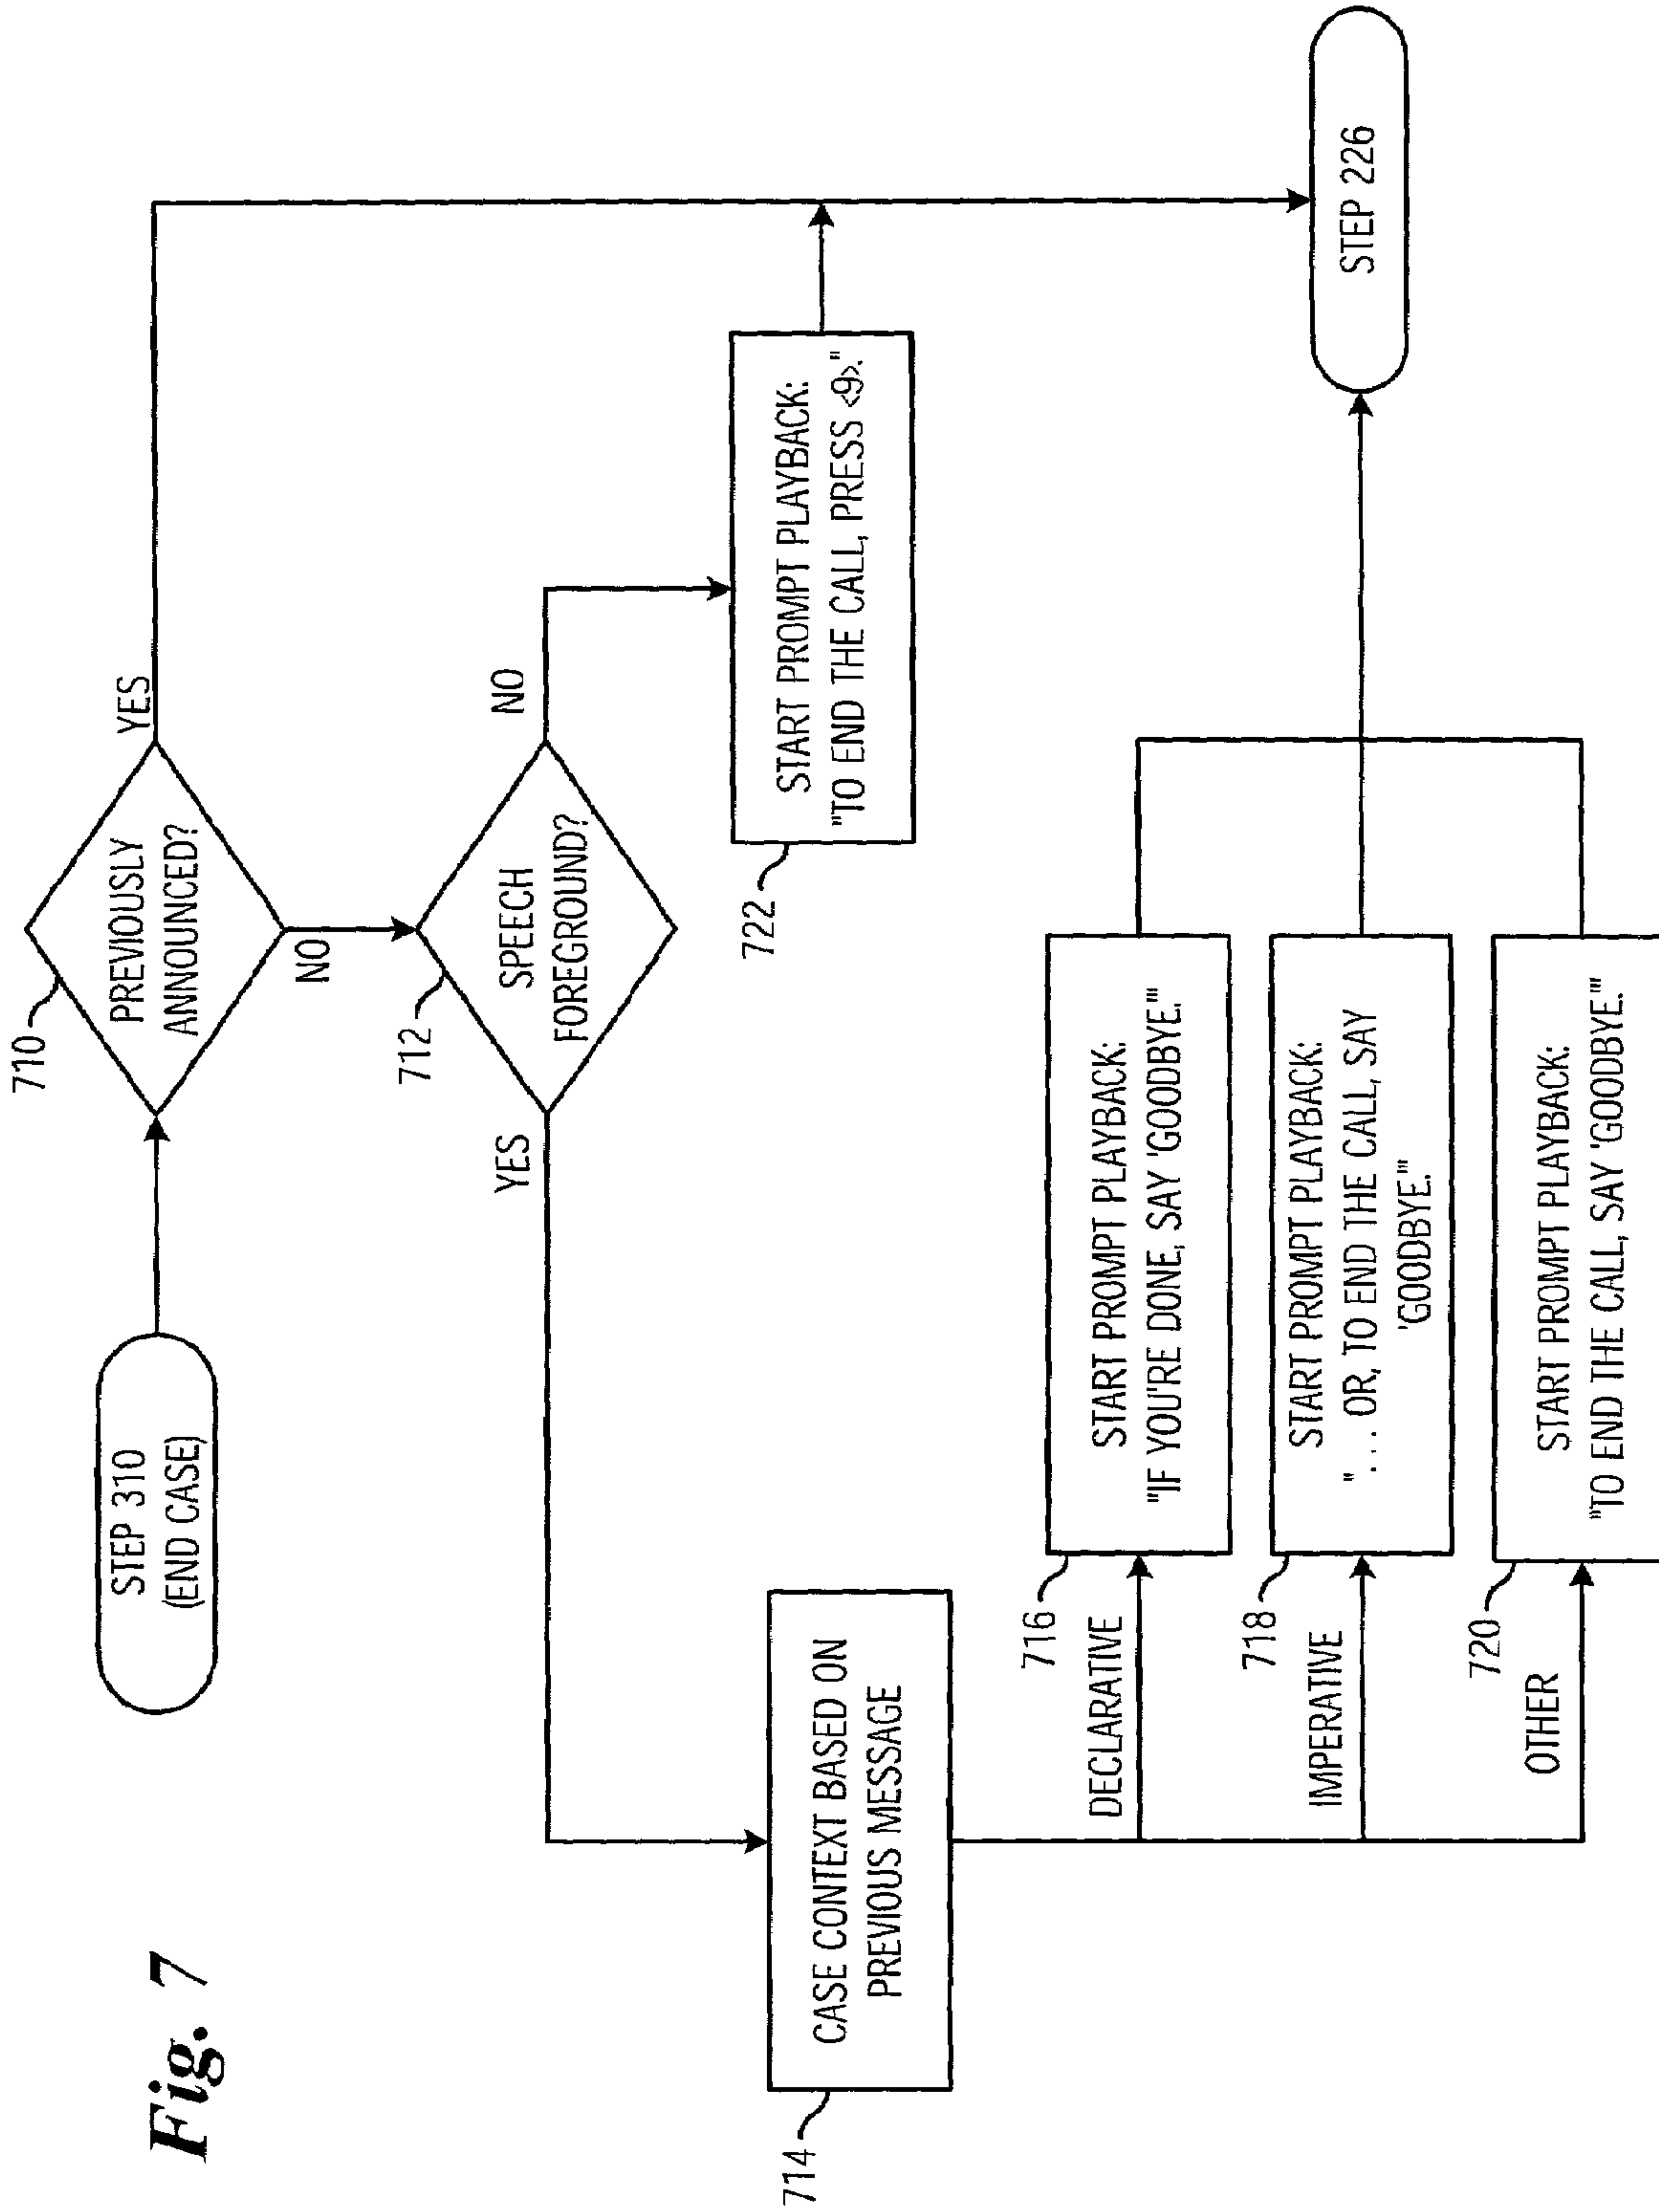 Fig. 7
STEP 310
(END CASE)
710
PREVIOUSLY
ANNOUNCED?
YES
NO
712
SPEECH
FOREGROUND?
YES
NO
714
CASE CONTEXT BASED ON
PREVIOUS MESSAGE
722
START PROMPT PLAYBACK:
"TO END THE CALL, PRESS <9>."
716
DECLARATIVE
START PROMPT PLAYBACK:
"IF YOU'RE DONE, SAY 'GOODBYE.'"
718
IMPERATIVE
START PROMPT PLAYBACK:
" . . . OR, TO END THE CALL, SAY
'GOODBYE.'"
720
OTHER
START PROMPT PLAYBACK:
"TO END THE CALL, SAY 'GOODBYE.'"
STEP 226